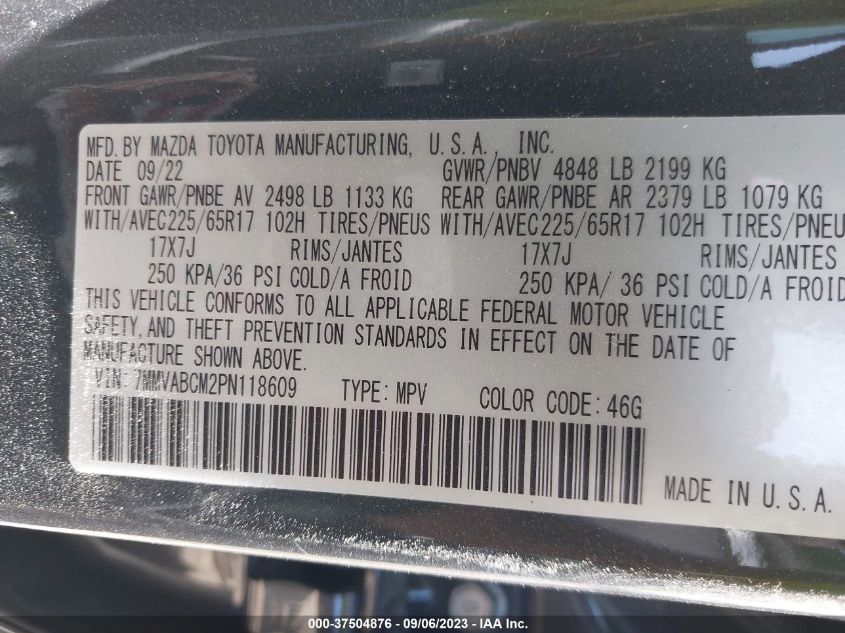 MFD. BY MAZDA TOYOTA MANUFACTURING, U.S.A., INC.
DATE 09/22 GVWR/PNBV 4848 LB 2199 KG
FRONT GAWR/PNBE AV 2498 LB 1133 KG REAR GAWR/PNBE AR 2379 LB 1079 KG
WITH/AVEC225/65R17 102H TIRES/PNEUS WITH/AVEC225/65R17 102H TIRES/PNEU
17X7J RIMS/JANTES 17X7J RIMS/JANTES
250 KPA/36 PSI COLD/A FROID 250 KPA/ 36 PSI COLD/A FROID
THIS VEHICLE CONFORMS TO ALL APPLICABLE FEDERAL MOTOR VEHICLE
SAFETY, AND THEFT PREVENTION STANDARDS IN EFFECT ON THE DATE OF
MANUFACTURE SHOWN ABOVE.
VIN: 7MMVABCM2PN118609 TYPE: MPV COLOR CODE: 46G
MADE IN U.S.A.
000-37504876 - 09/06/2023 - IAA Inc.